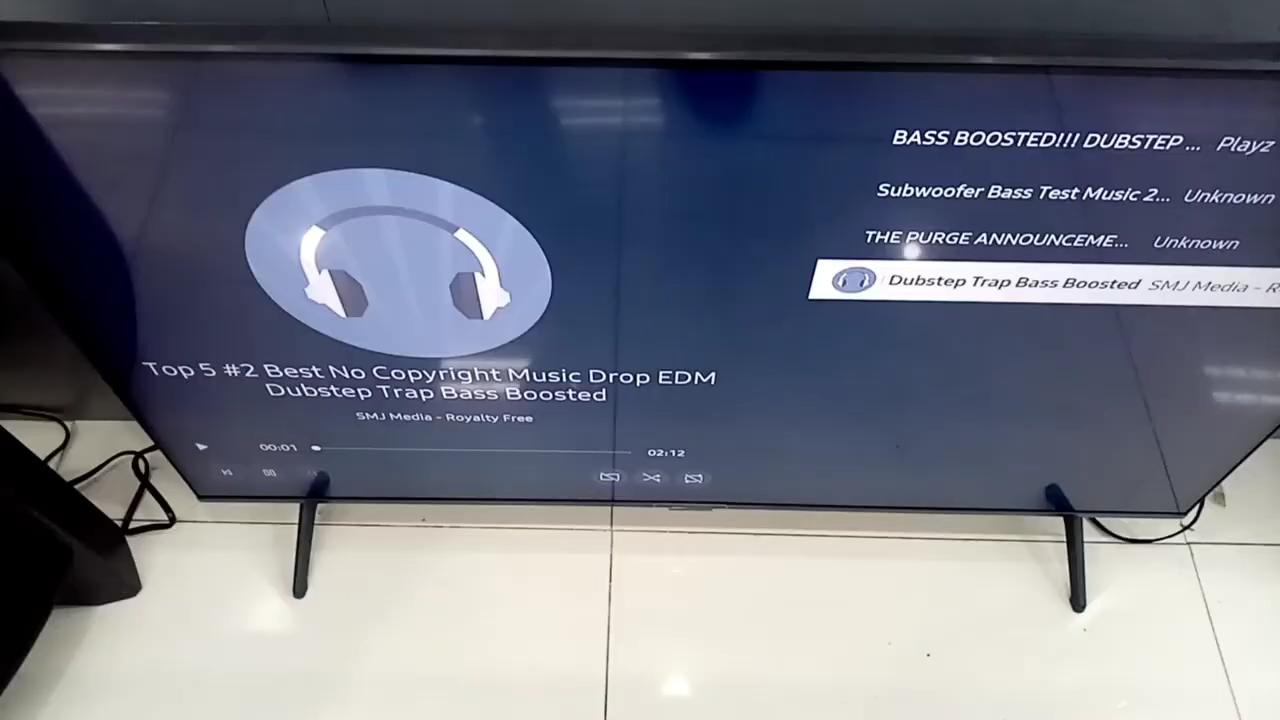 BASS BOOSTED!!! DUBSTEP ... Playz
Subwoofer Bass Test Music 2... Unknown
THE PURGE ANNOUNCEME... Unknown
Dubstep Trap Bass Boosted SMJ Media - R
Top 5 #2 Best No Copyright Music Drop EDM
Dubstep Trap Bass Boosted
SMJ Media - Royalty Free
00:01 02:12